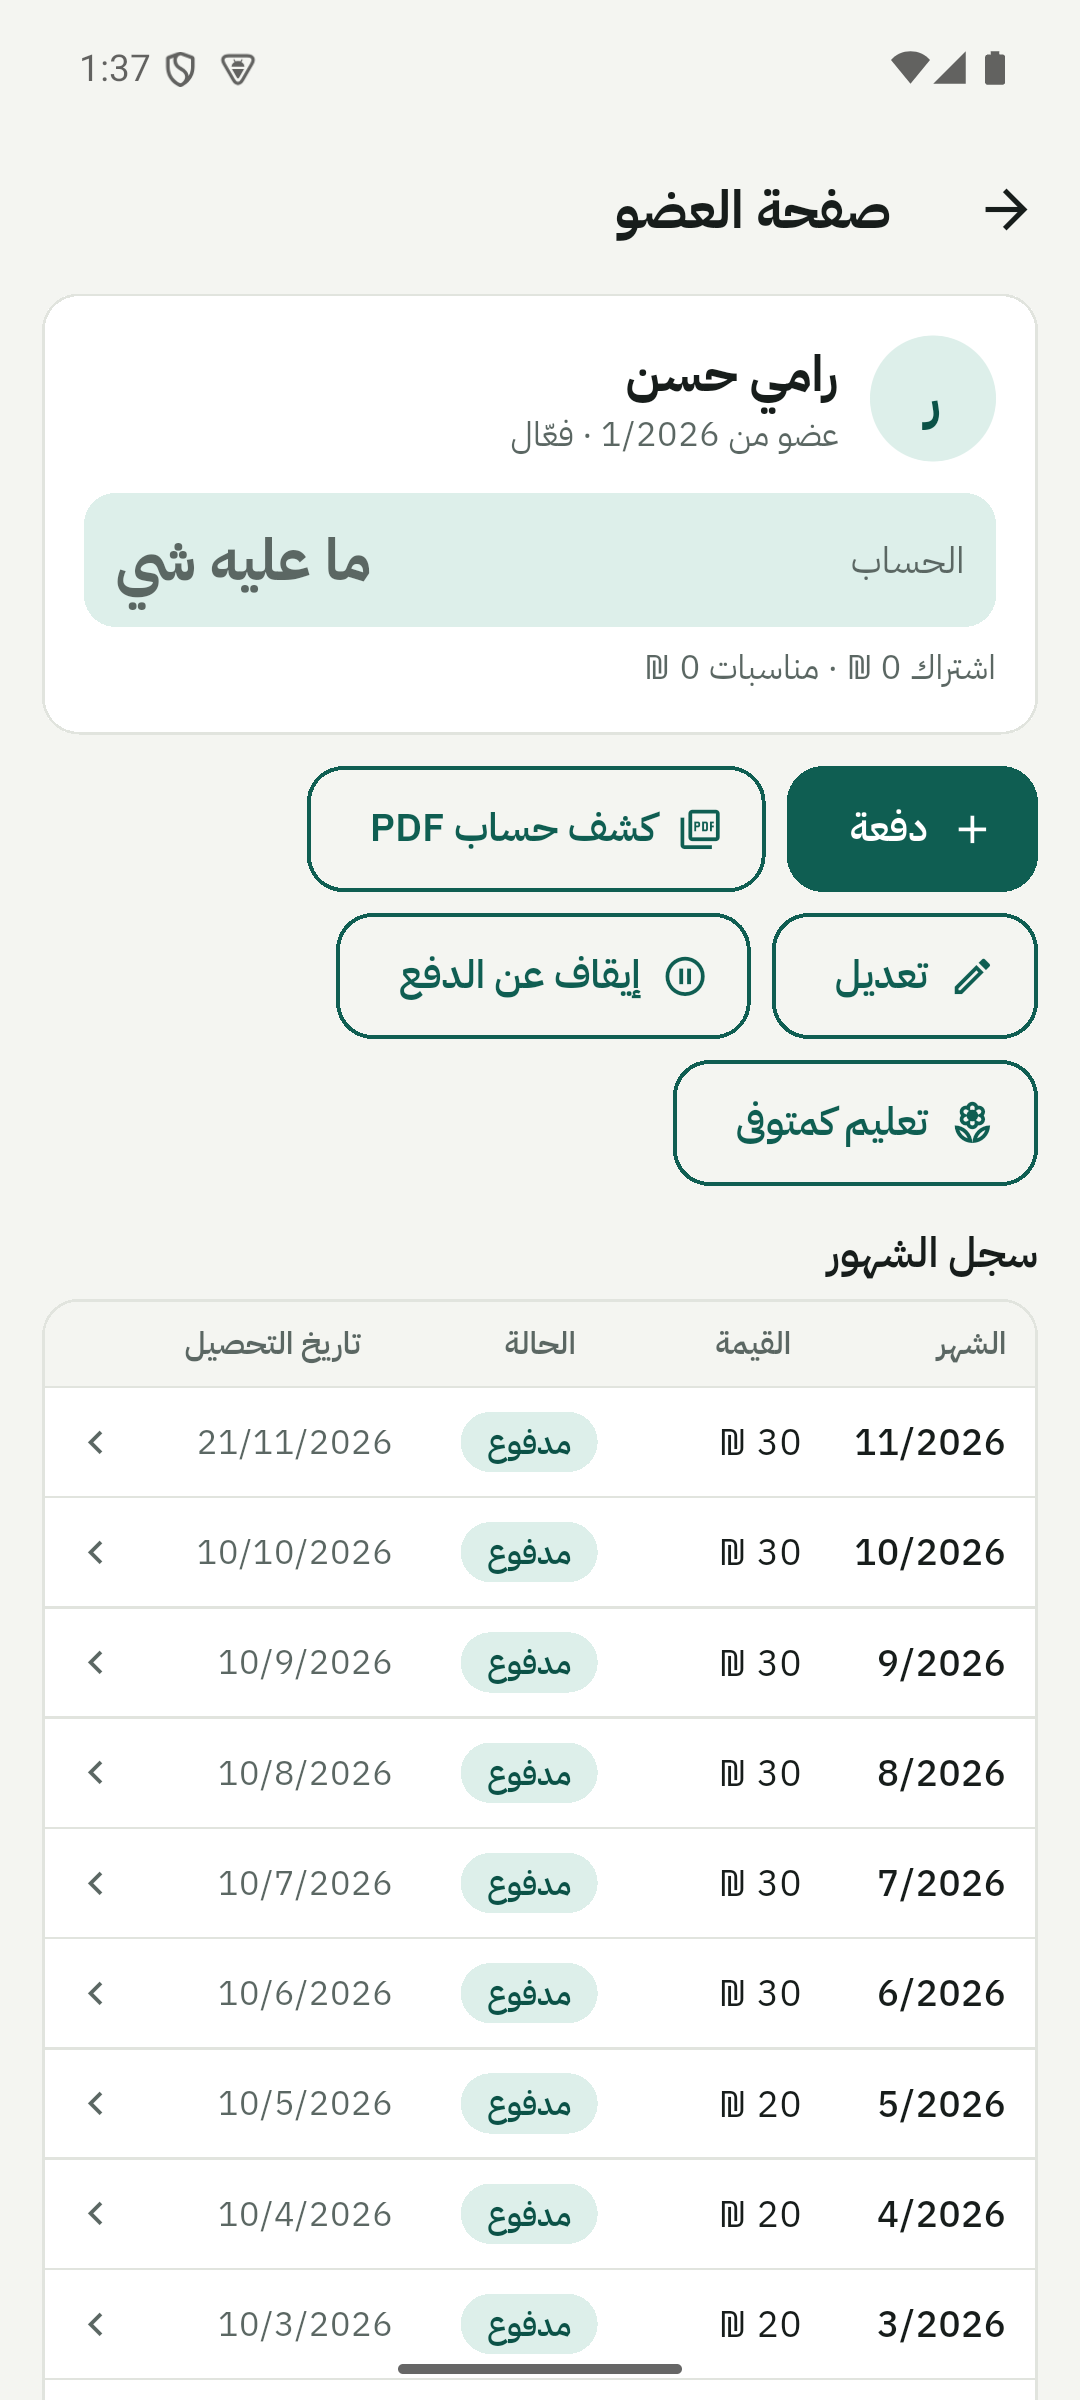 1:37
صفحة العضو
ر
رامي حسن
عضو من 1/2026 · فعّال
الحساب ما عليه شي
اشتراك 0 ₪ · مناسبات 0 ₪
دفعة PDF كشف حساب PDF
تعديل إيقاف عن الدفع
تعليم كمتوفى
سجل الشهور
الشهر القيمة الحالة تاريخ التحصيل
11/2026 30 ₪ مدفوع 21/11/2026
10/2026 30 ₪ مدفوع 10/10/2026
9/2026 30 ₪ مدفوع 10/9/2026
8/2026 30 ₪ مدفوع 10/8/2026
7/2026 30 ₪ مدفوع 10/7/2026
6/2026 30 ₪ مدفوع 10/6/2026
5/2026 20 ₪ مدفوع 10/5/2026
4/2026 20 ₪ مدفوع 10/4/2026
3/2026 20 ₪ مدفوع 10/3/2026